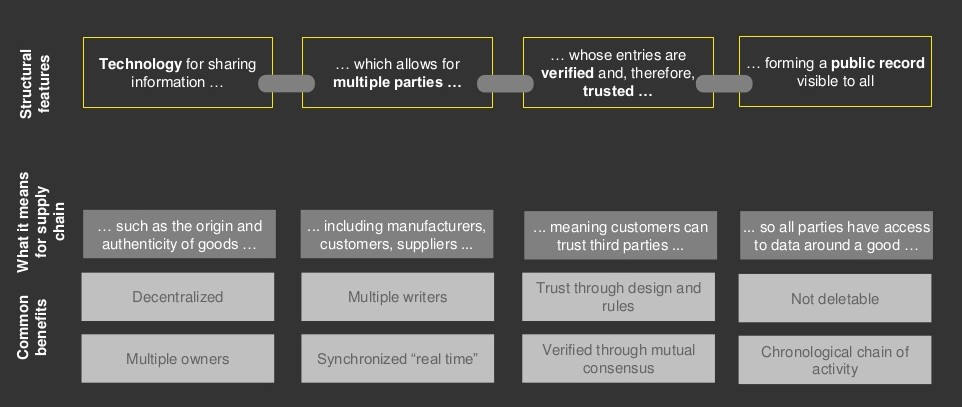 Structural
features
Technology for sharing
information …
… which allows for
multiple parties …
… whose entries are
verified and, therefore,
trusted …
… forming a public record
visible to all
What it means
for supply
chain
… such as the origin and
authenticity of goods …
... including manufacturers,
customers, suppliers ...
... meaning customers can
trust third parties ...
... so all parties have access
to data around a good …
Common
benefits
Decentralized
Multiple writers
Trust through design and
rules
Not deletable
Multiple owners
Synchronized “real time”
Verified through mutual
consensus
Chronological chain of
activity